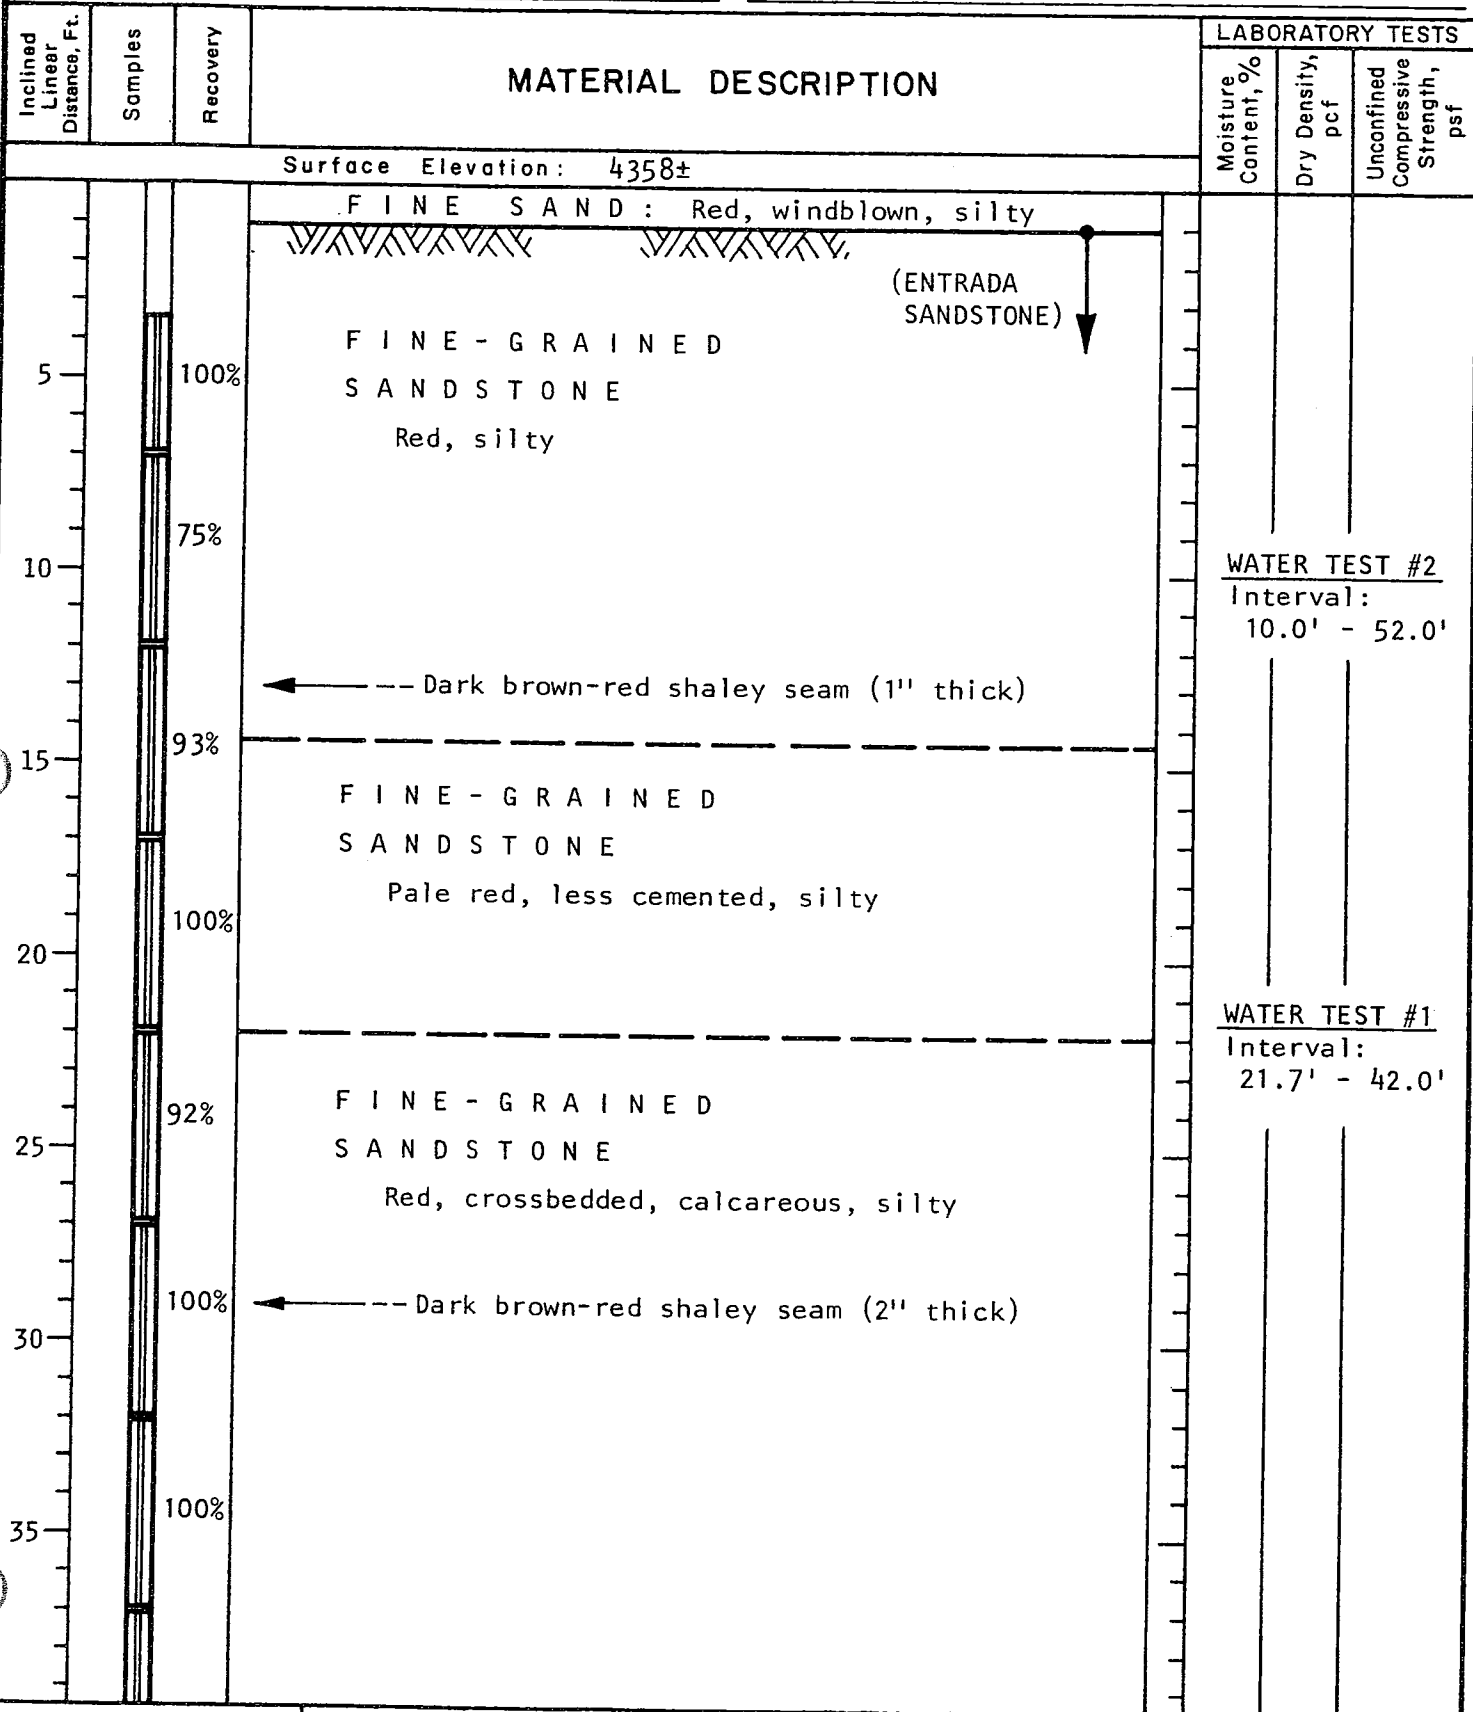 Inclined
Linear
Distance, Ft.
Samples
Recovery
MATERIAL DESCRIPTION
LABORATORY TESTS
Moisture
Content, %
Dry Density,
pcf
Unconfined
Compressive
Strength,
psf
Surface Elevation: 4358±
FINE SAND: Red, windblown, silty
(ENTRADA
SANDSTONE)
FINE-GRAINED
5
100%
SANDSTONE
Red, silty
75%
10
WATER TEST #2
Interval:
10.0' - 52.0'
Dark brown-red shaley seam (1" thick)
93%
15
FINE-GRAINED
SANDSTONE
Pale red, less cemented, silty
100%
20
WATER TEST #1
Interval:
21.7' - 42.0'
92%
FINE-GRAINED
25
SANDSTONE
Red, crossbedded, calcareous, silty
100%
Dark brown-red shaley seam (2" thick)
30
100%
35